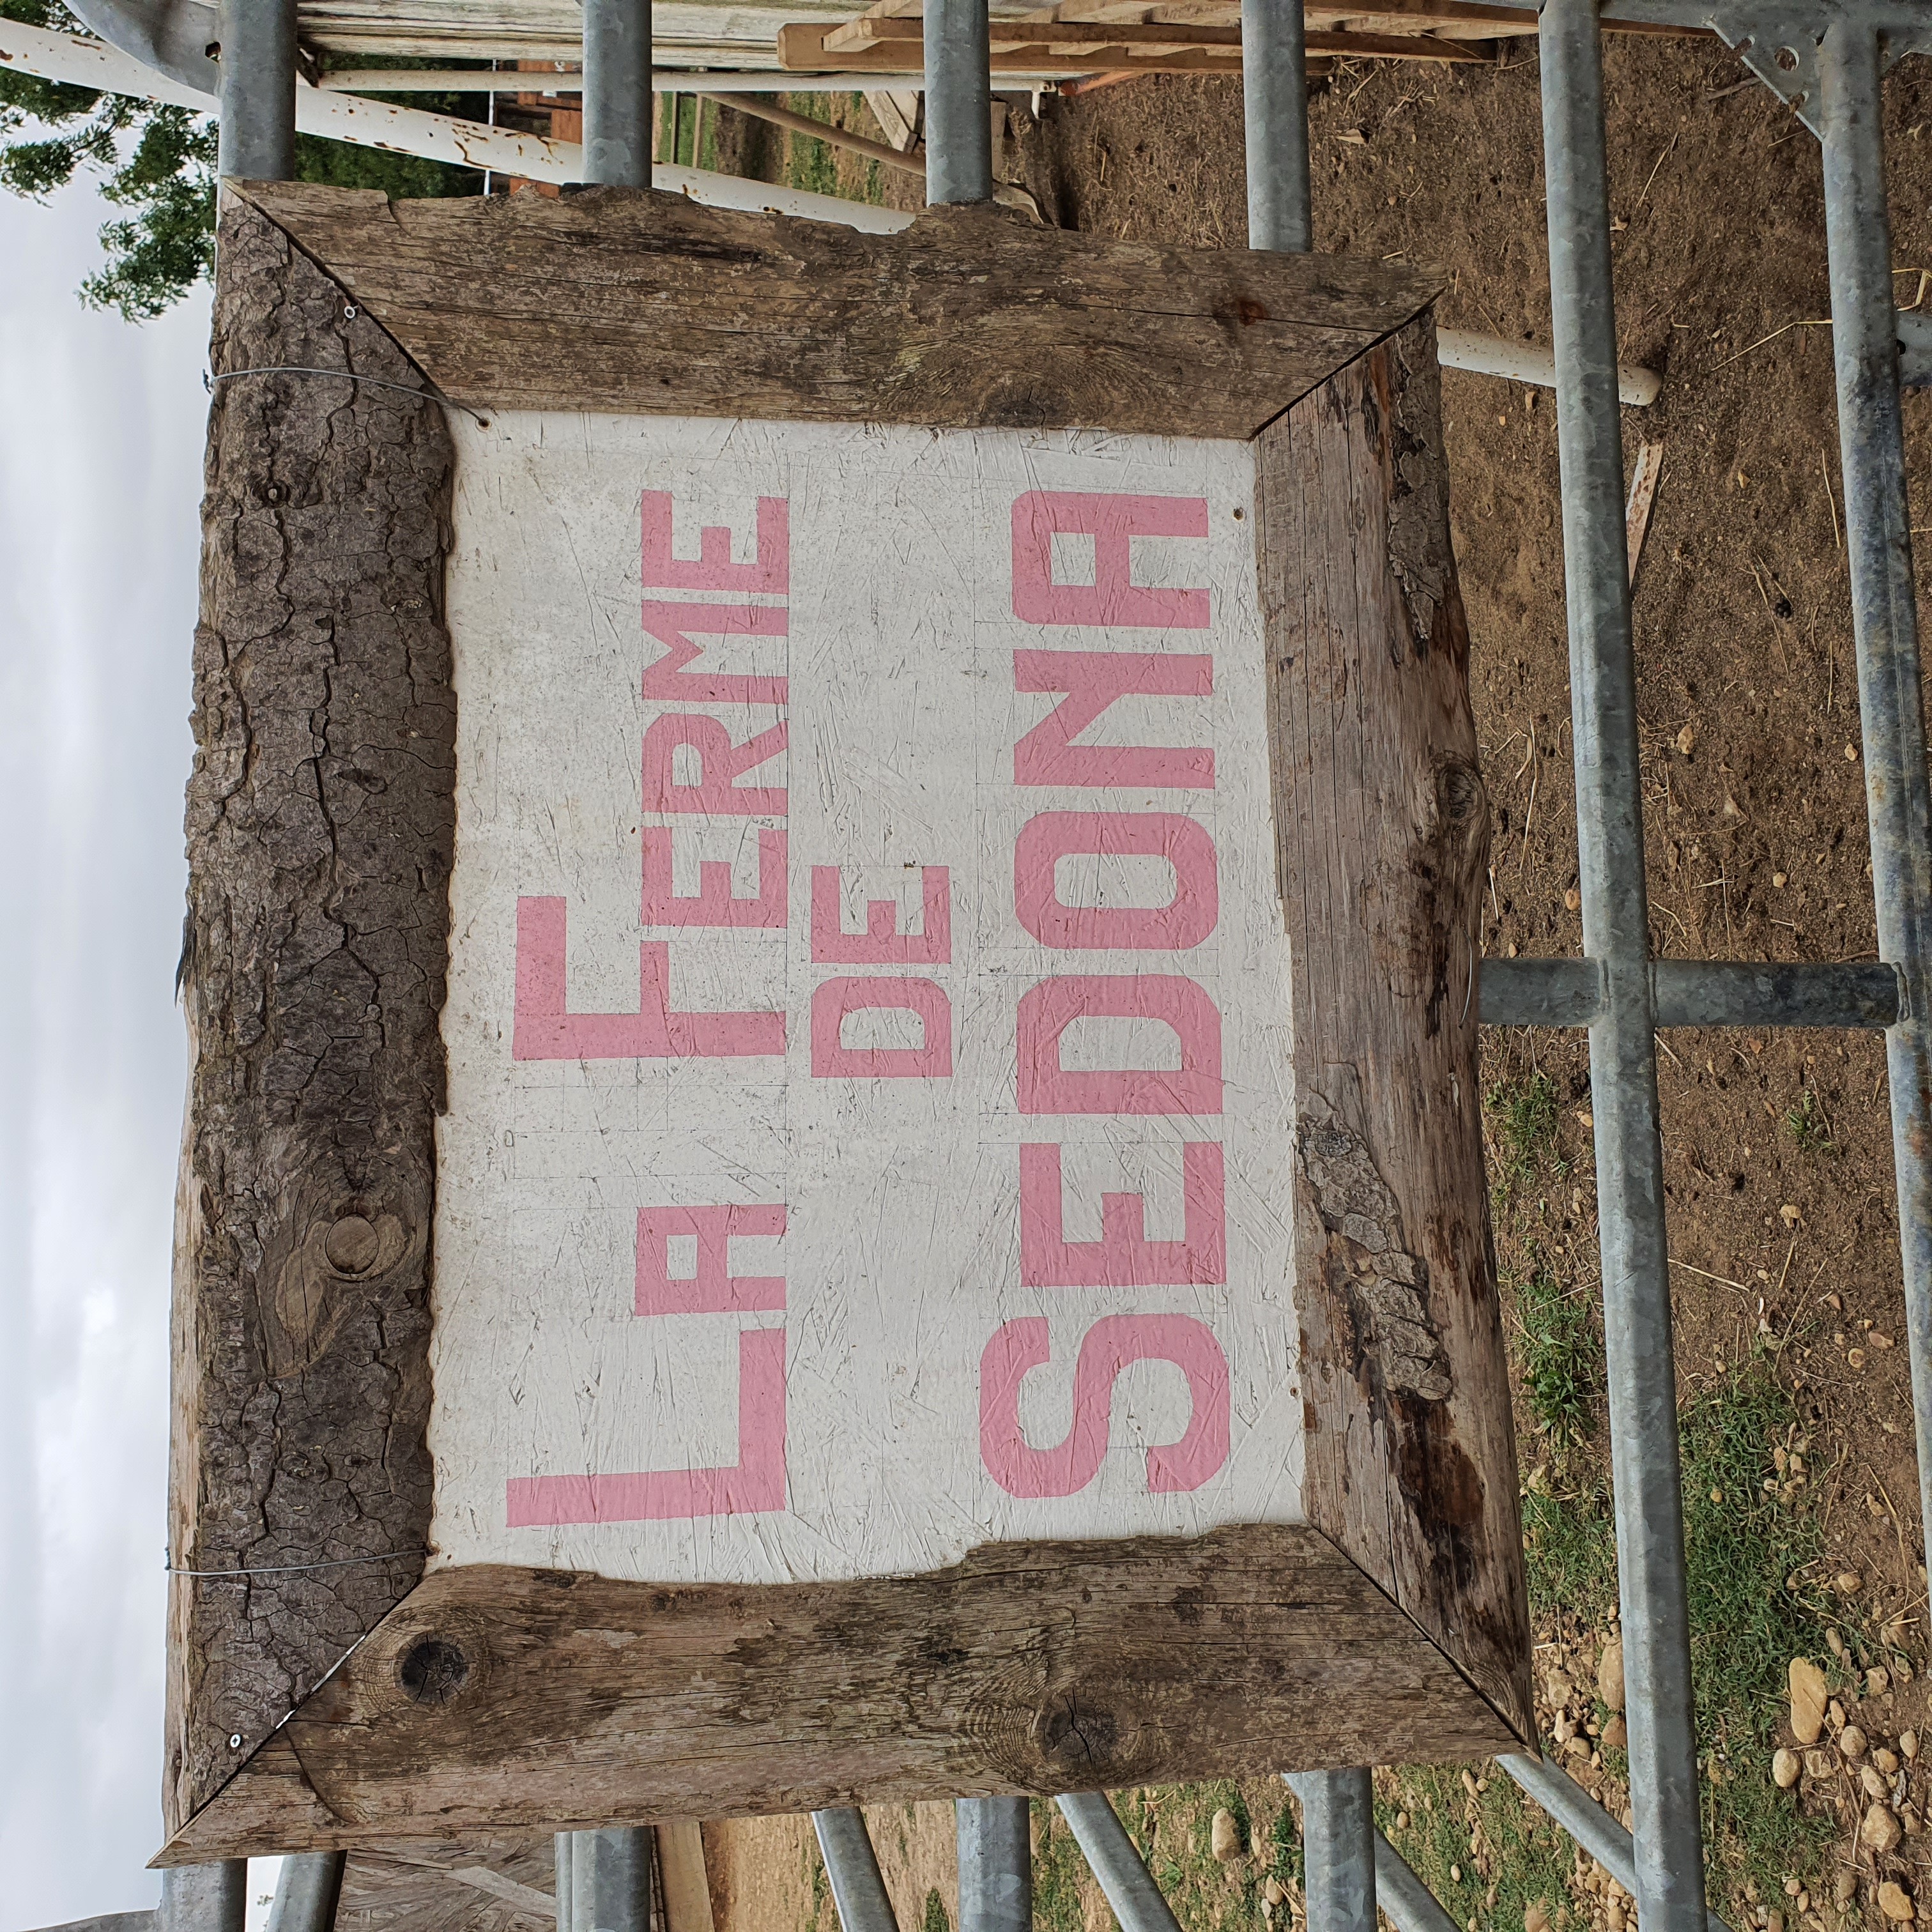 La Ferme
de
Sedona